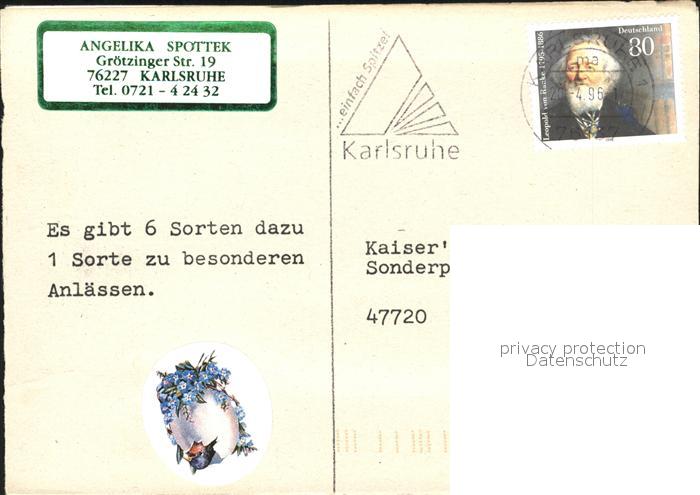 ANGELIKA SPOTTEK
Grötzinger Str. 19
76227 KARLSRUHE
Tel. 0721 - 4 24 32
...einfach Spitze!
Karlsruhe
Deutschland
80
Leopold von Ranke 1795-1886
Es gibt 6 Sorten dazu
1 Sorte zu besonderen
Anlässen.
Kaiser'
Sonderp
47720
privacy protection
Datenschutz